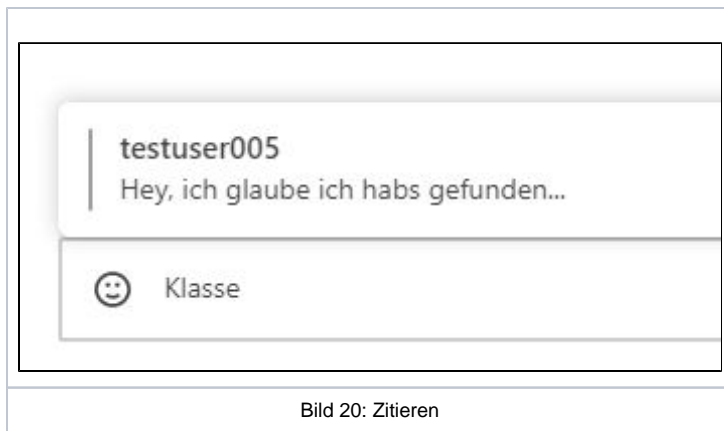 testuser005
Hey, ich glaube ich habs gefunden...
Klasse
Bild 20: Zitieren